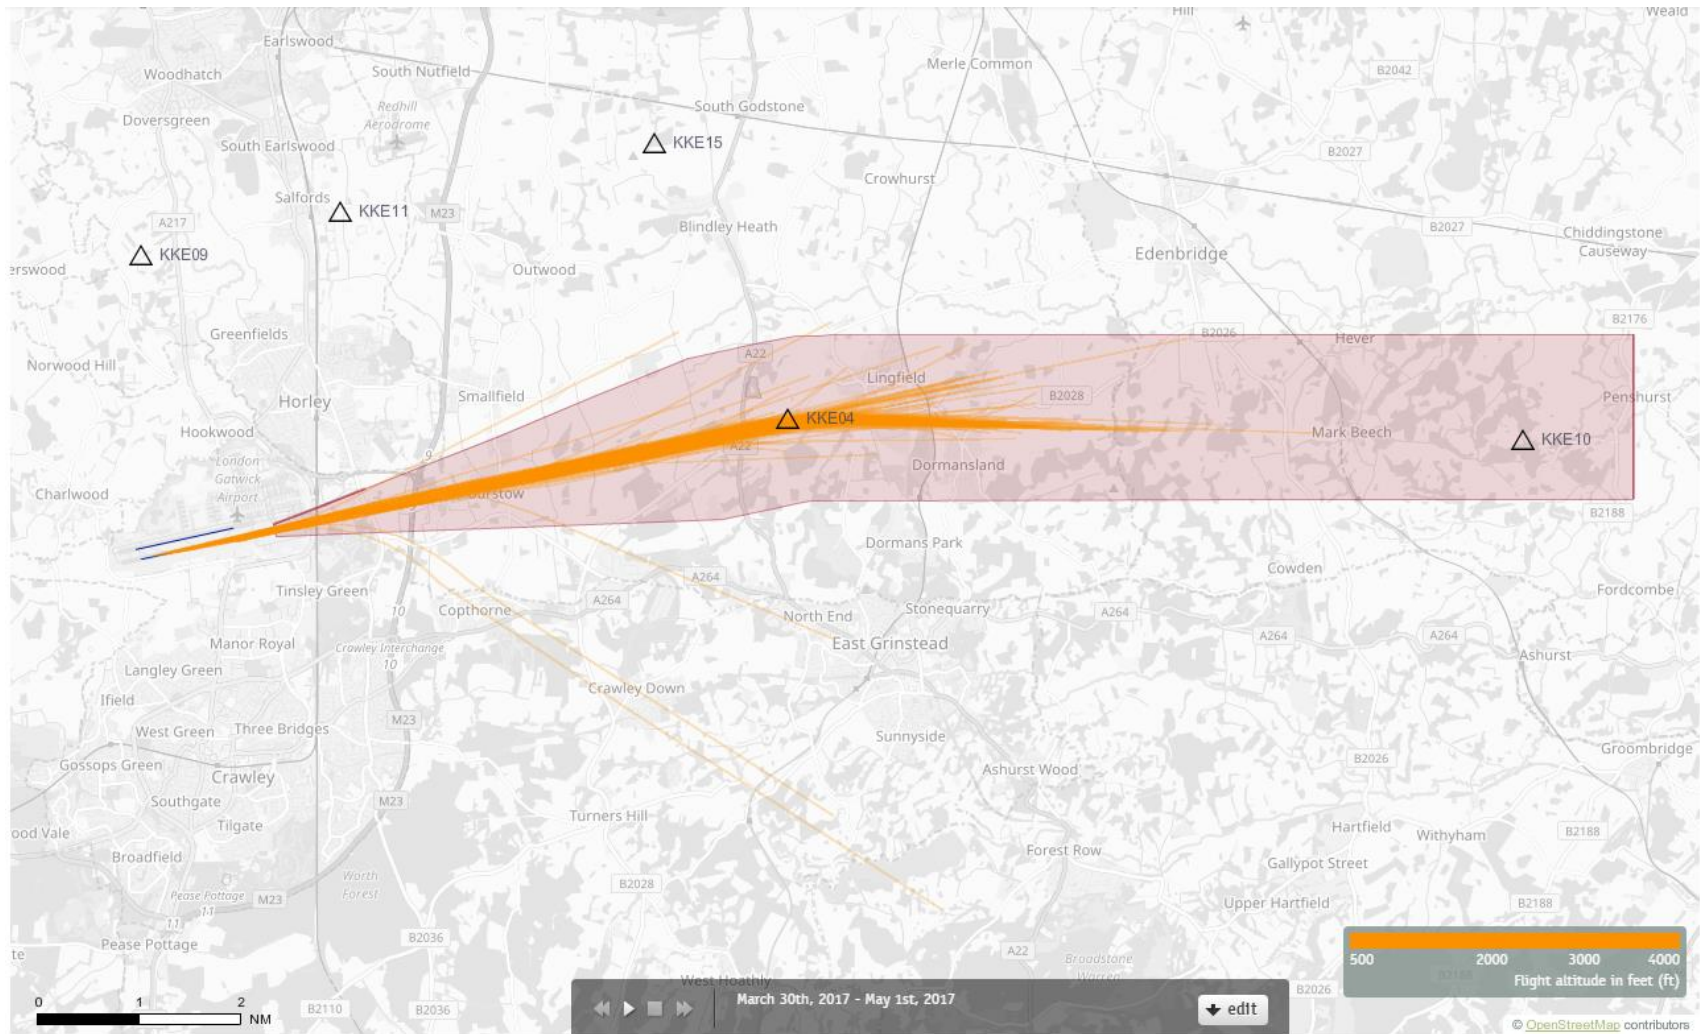 Hill
Weald
Earlswood
Woodhatch
South Nutfield
Merle Common
B2042
Redhill
Aerodrome
South Godstone
Doversgreen
South Earlswood
KKE15
B2027
Crowhurst
Salfords
KKE11
M23
A217
Blindley Heath
B2027
Chiddingstone
Causeway
KKE09
Edenbridge
erswood
Outwood
B2176
Greenfields
B2026
Hever
A22
Norwood Hill
Lingfield
Smallfield
B2028
Penshurst
Horley
KKE04
Hookwood
Mark Beech
KKE10
A22
9
London
Gatwick
Airport
Dormansland
Charlwood
urstow
B2188
Dormans Park
Cowden
A264
Tinsley Green
Fordcombe
10
Copthorne
A264
North End
Stonequarry
A264
A264
A264
Manor Royal
Crawley Interchange
10
East Grinstead
Ashurst
Langley Green
Crawley Down
Ifield
M23
West Green
Three Bridges
Sunnyside
Groombridge
Gossops Green
B2026
Crawley
Ashurst Wood
Southgate
M23
Turners Hill
Tilgate
Hartfield
Withyham
B2188
ood Vale
Broadfield
Forest Row
Gallypot Street
Worth
Forest
B2028
Pease Pottage
M23
11
11
Upper Hartfield
B2188
B2036
Pease Pottage
te
A22
Broadstone
Warren
500 2000 3000 4000
Flight altitude in feet (ft)
West Hoathly
B2026
0 1 2
NM
B2110
B2036
March 30th, 2017 - May 1st, 2017
edit
© OpenStreetMap contributors